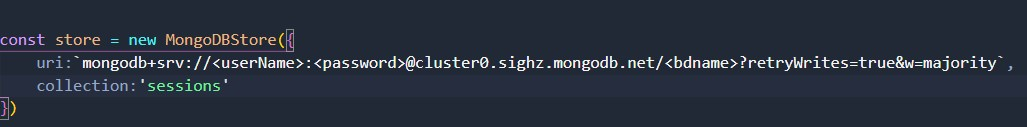 const store = new MongoDBStore({
uri:`mongodb+srv://<userName>:<password>@cluster0.sighz.mongodb.net/<bdname>?retryWrites=true&w=majority`,
collection:'sessions'
})